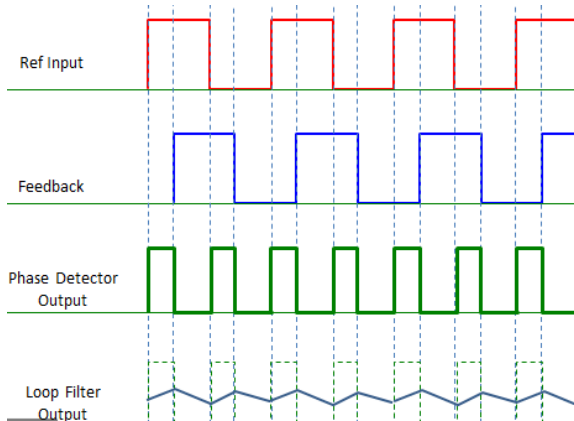 Ref Input
Feedback
Phase Detector
Output
Loop Filter
Output